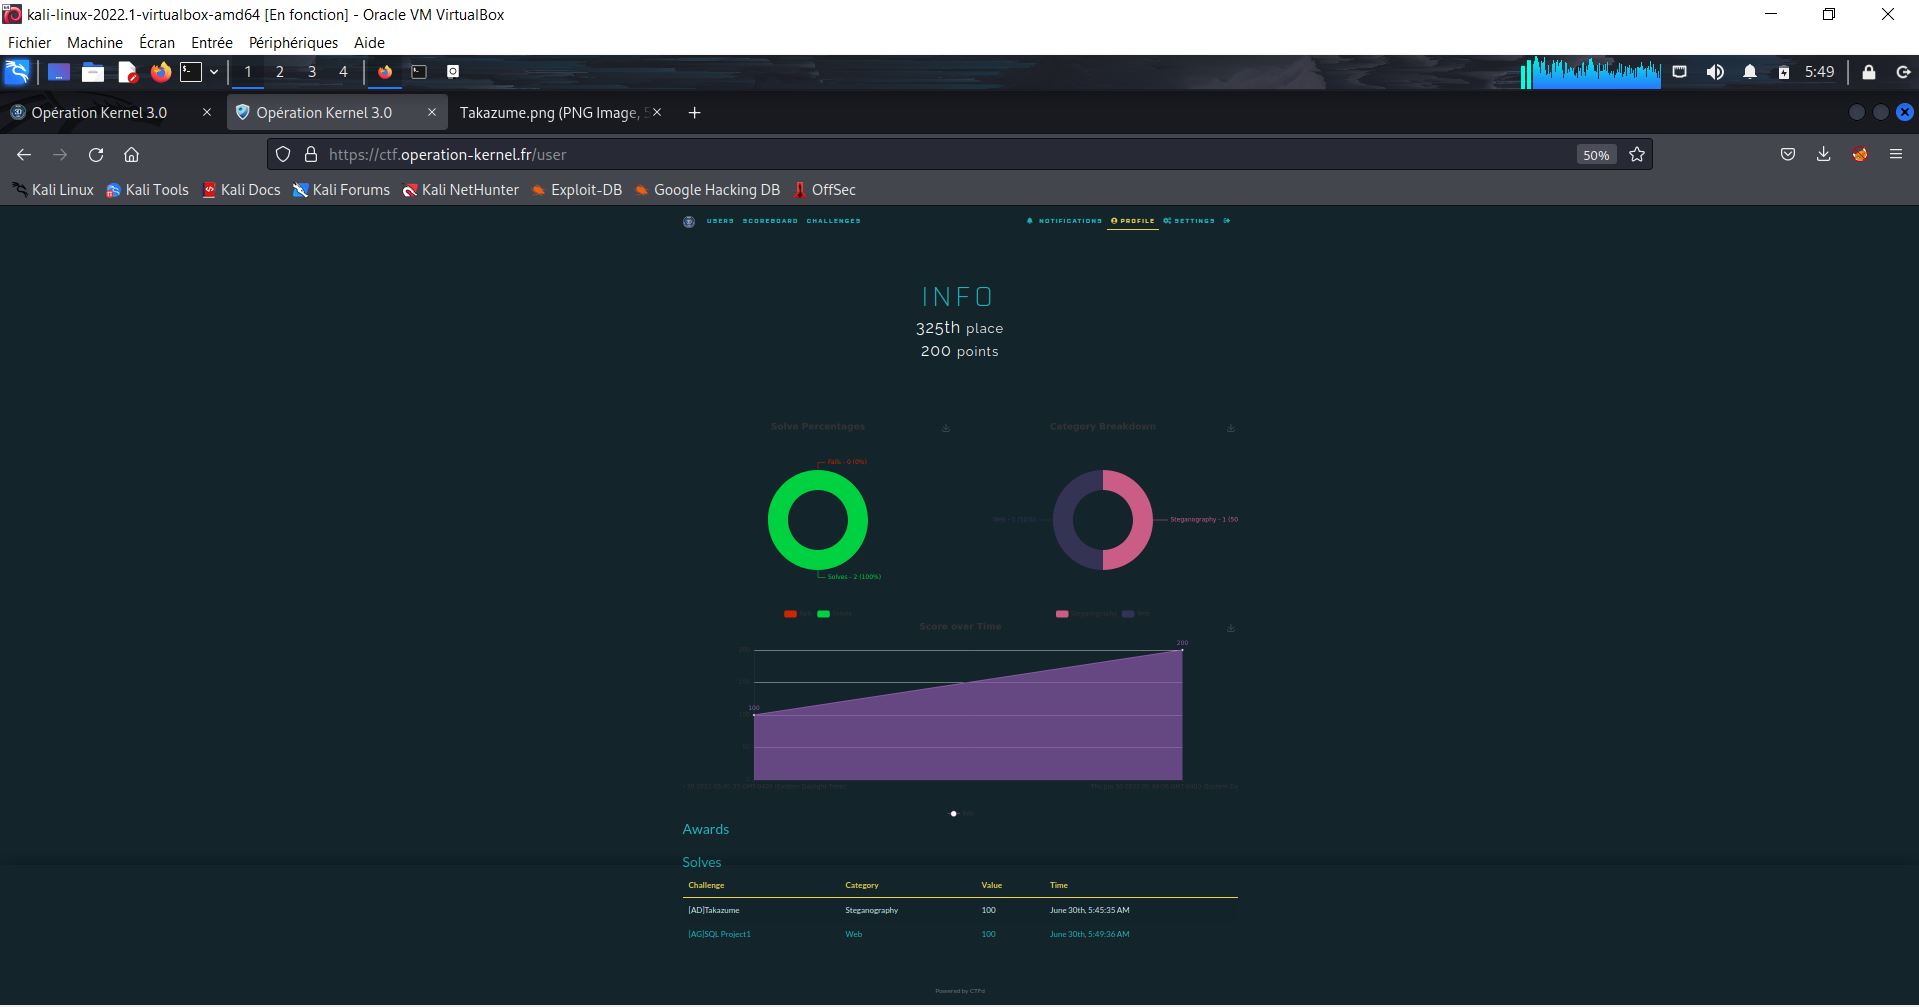 kali-linux-2022.1-virtualbox-amd64 [En fonction] - Oracle VM VirtualBox
Fichier Machine Écran Entrée Périphériques Aide
1 2 3 4 5:49
Opération Kernel 3.0 Opération Kernel 3.0 Takazume.png (PNG Image,
https://ctf.operation-kernel.fr/user 50%
Kali Linux Kali Tools Kali Docs Kali Forums Kali NetHunter Exploit-DB Google Hacking DB OffSec
USERS SCOREBOARD CHALLENGES NOTIFICATIONS PROFILE SETTINGS
INFO
325th place
200 points
Solve Percentages Category Breakdown
Fails - 0 (0%)
Steganography - 1 (50
Solves - 2 (100%)
Score over Time
200
100
Awards
Solves
Challenge Category Value Time
[AD]Takazume Steganography 100 June 30th, 5:45:35 AM
[AG]SQL Project1 Web 100 June 30th, 5:49:36 AM
Powered by CTFd